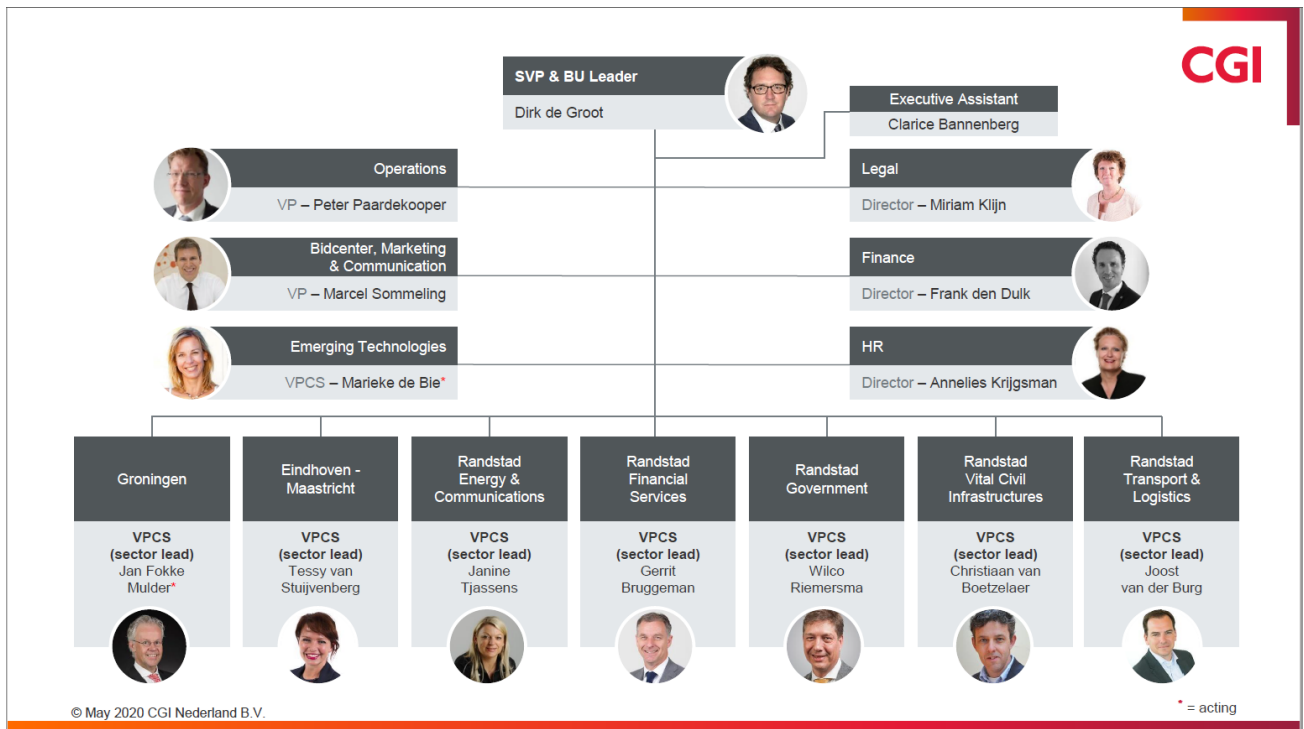 CGI
SVP & BU Leader
Dirk de Groot
Executive Assistant
Clarice Bannenberg
Operations
VP – Peter Paardekooper
Legal
Director – Miriam Klijn
Bidcenter, Marketing
& Communication
VP – Marcel Sommeling
Finance
Director – Frank den Dulk
Emerging Technologies
VPCS – Marieke de Bie*
HR
Director – Annelies Krijgsman
Groningen
VPCS
(sector lead)
Jan Fokke
Mulder*
Eindhoven -
Maastricht
VPCS
(sector lead)
Tessy van
Stuijvenberg
Randstad
Energy &
Communications
VPCS
(sector lead)
Janine
Tjassens
Randstad
Financial
Services
VPCS
(sector lead)
Gerrit
Bruggeman
Randstad
Government
VPCS
(sector lead)
Wilco
Riemersma
Randstad
Vital Civil
Infrastructures
VPCS
(sector lead)
Christiaan van
Boetzelaer
Randstad
Transport &
Logistics
VPCS
(sector lead)
Joost
van der Burg
© May 2020 CGI Nederland B.V.
* = acting